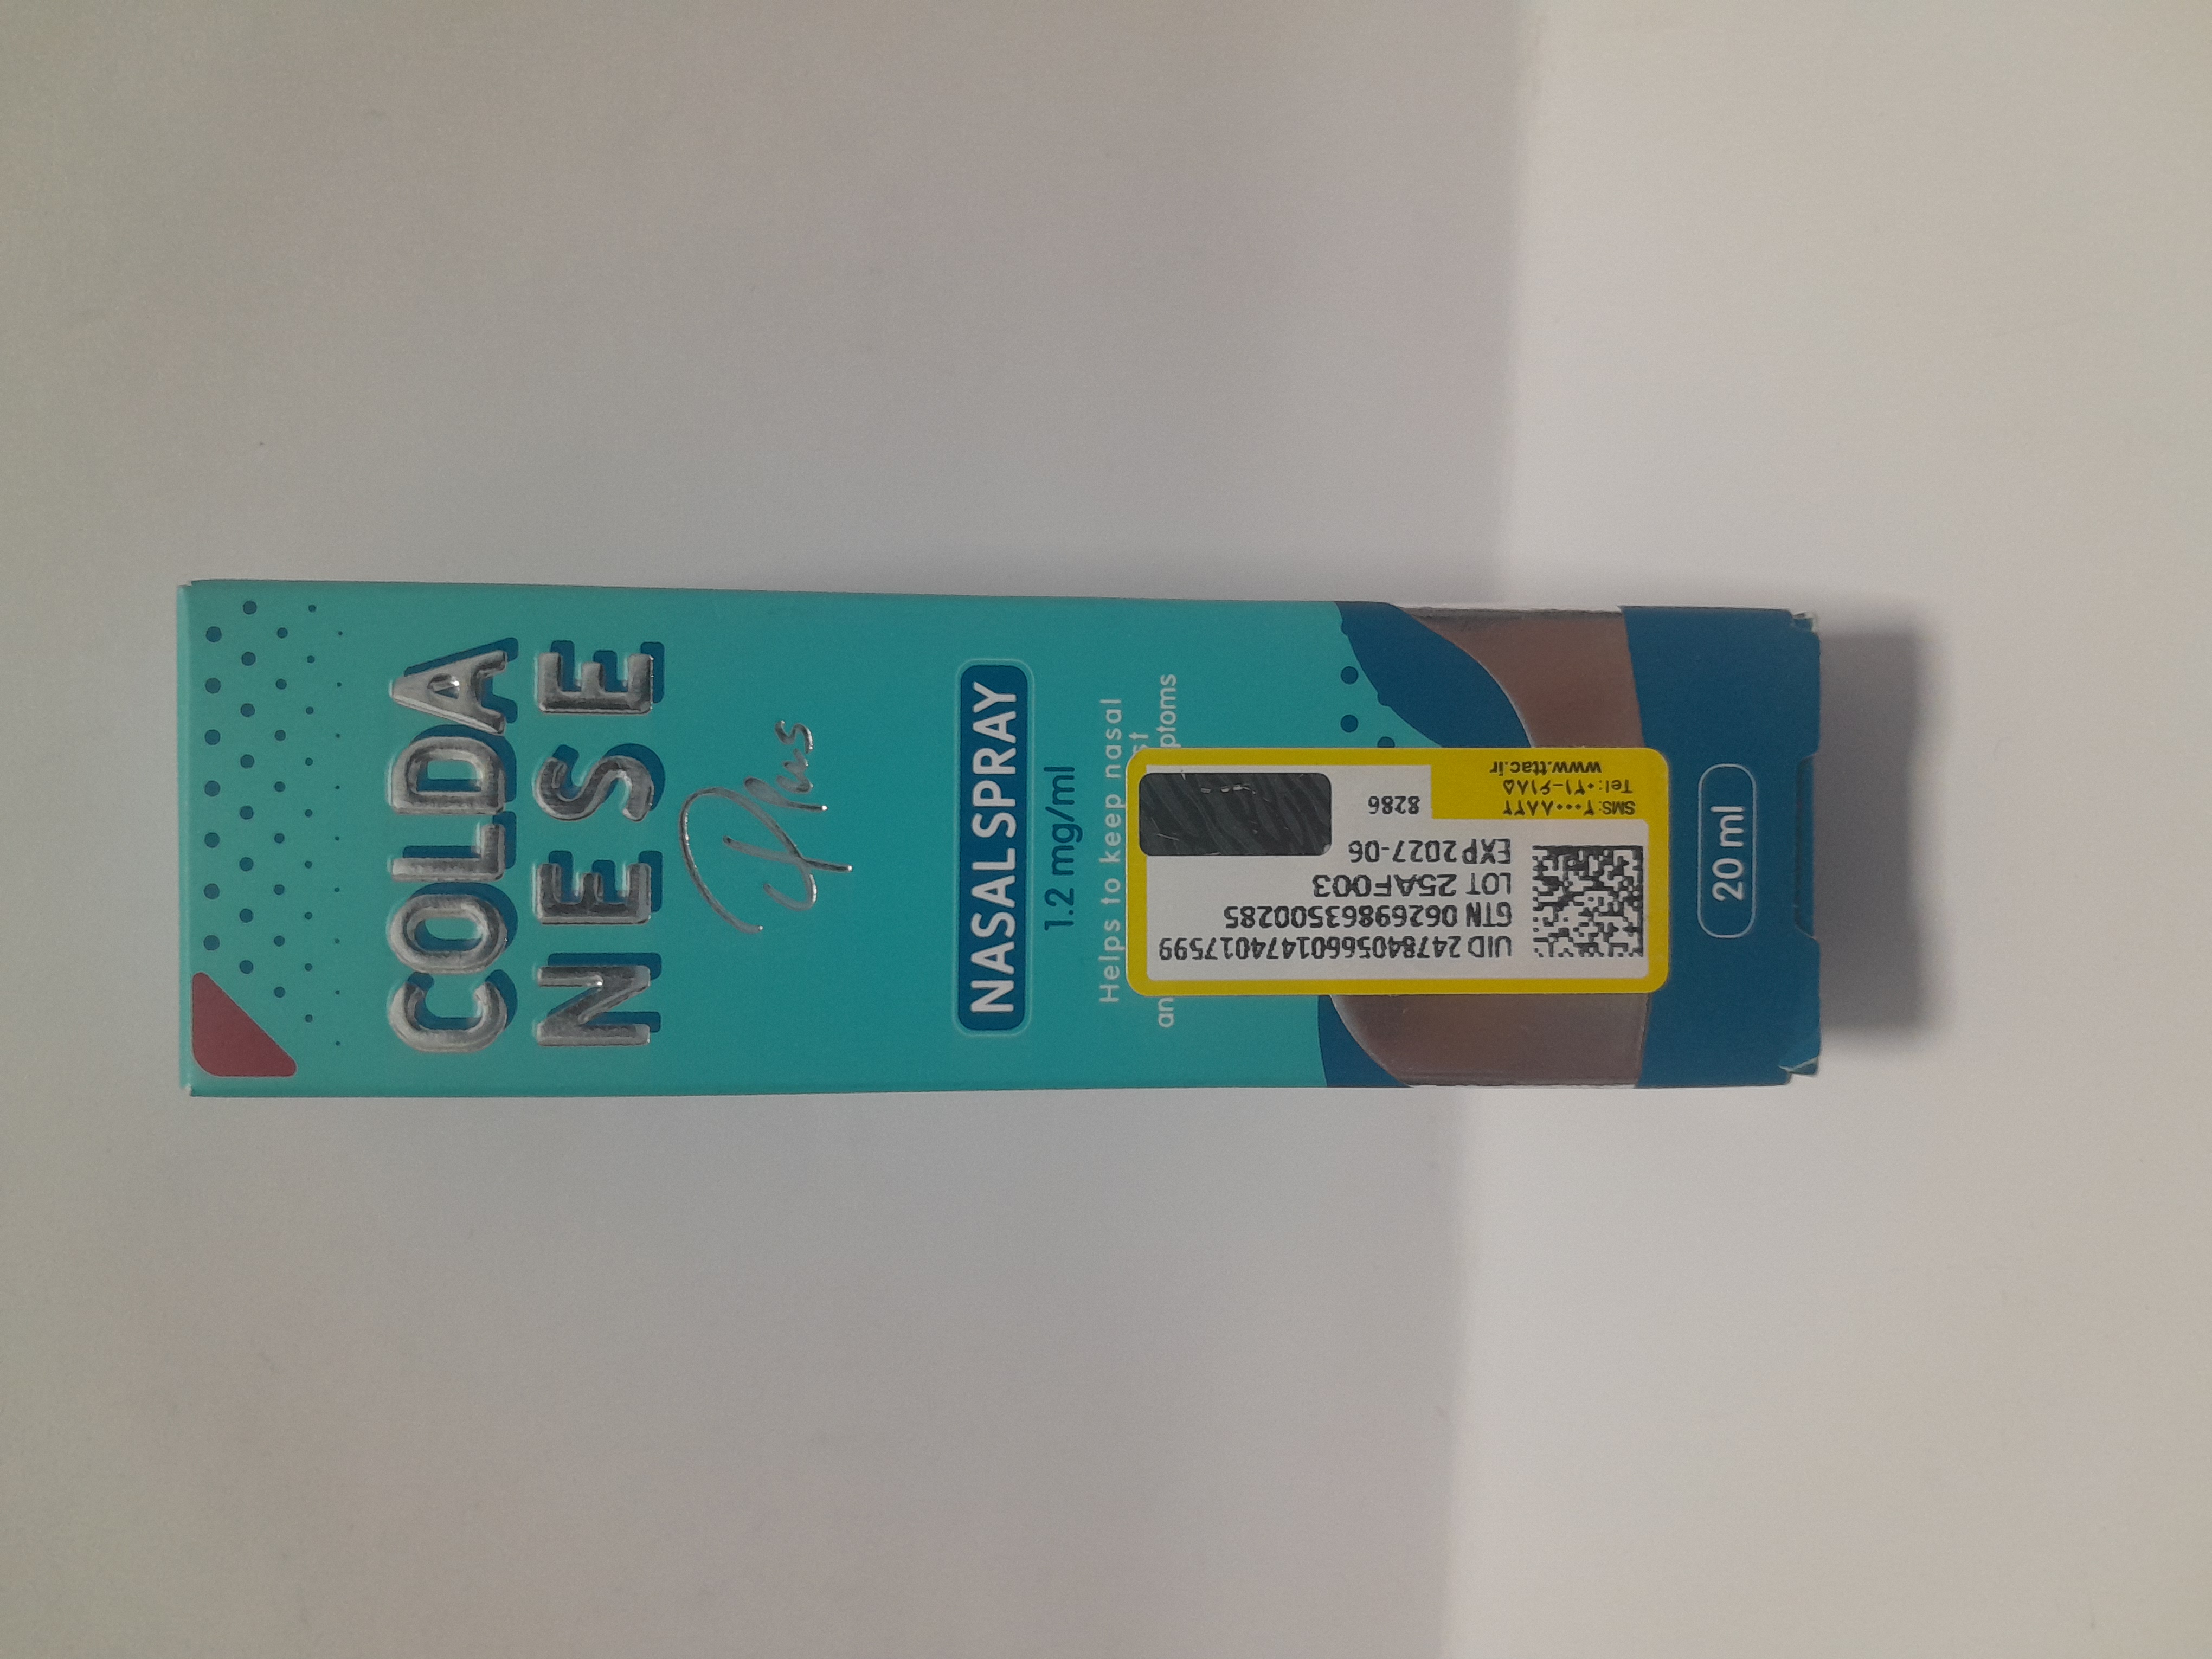 COLDA
NESE
Plus
NASAL SPRAY
1.2 mg/ml
Helps to keep nasal
20 ml
UID 24784056601474017599
GTN 06269863500285
LOT 25AF003
EXP 2027-06
8286
SMS: ۲۰۰۰۸۸۲۲
Tel: ۰۲۱-۶۱۸۵
www.ttac.ir